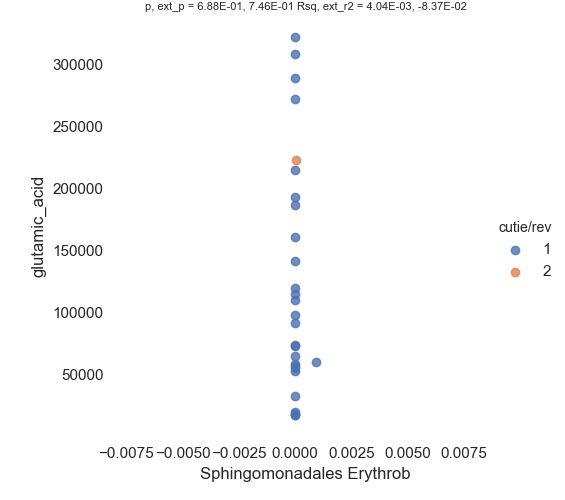 p, ext_p = 6.88E-01, 7.46E-01 Rsq, ext_r2 = 4.04E-03, -8.37E-02
300000
250000
200000
150000
100000
50000
glutamic_acid
cutie/rev
1
2
−0.0075 −0.0050 −0.0025 0.0000 0.0025 0.0050 0.0075
Sphingomonadales Erythrob